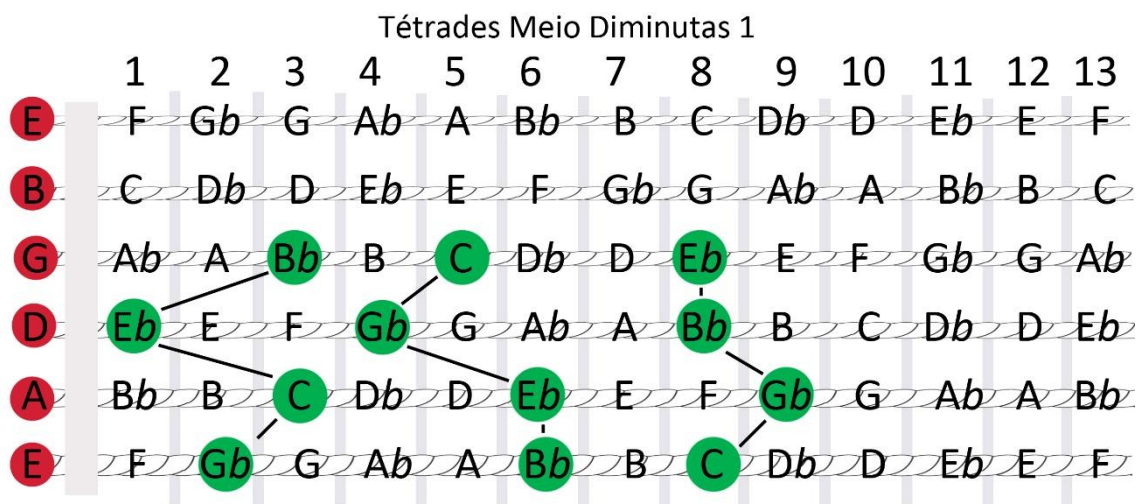 Tétrades Meio Diminutas 1
1 2 3 4 5 6 7 8 9 10 11 12 13
E F Gb G Ab A Bb B C Db D Eb E F
B C Db D Eb E F Gb G Ab A Bb B C
G Ab A Bb B C Db D Eb E F Gb G Ab
D Eb E F Gb G Ab A Bb B C Db D Eb
A Bb B C Db D Eb E F Gb G Ab A Bb
E F Gb G Ab A Bb B C Db D Eb E F